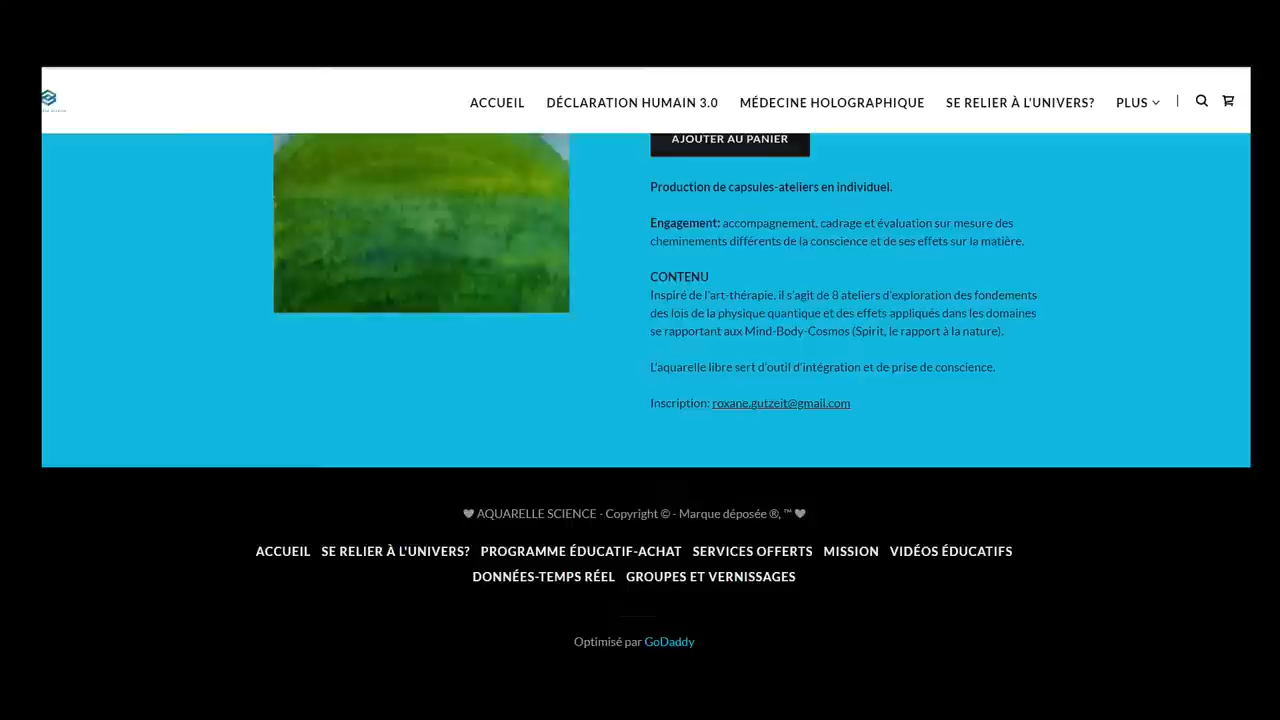 ACCUEIL DÉCLARATION HUMAIN 3.0 MÉDECINE HOLOGRAPHIQUE SE RELIER À L'UNIVERS? PLUS
AJOUTER AU PANIER
Production de capsules-ateliers en individuel.
Engagement: accompagnement, cadrage et évaluation sur mesure des
cheminements différents de la conscience et de ses effets sur la matière.
CONTENU
Inspiré de l'art-thérapie, il s'agit de 8 ateliers d'exploration des fondements
des lois de la physique quantique et des effets appliqués dans les domaines
se rapportant aux Mind-Body-Cosmos (Spirit, le rapport à la nature).
L'aquarelle libre sert d'outil d'intégration et de prise de conscience.
Inscription: roxane.gutzeit@gmail.com
AQUARELLE SCIENCE - Copyright © - Marque déposée ®, ™
ACCUEIL SE RELIER À L'UNIVERS? PROGRAMME ÉDUCATIF-ACHAT SERVICES OFFERTS MISSION VIDÉOS ÉDUCATIFS
DONNÉES-TEMPS RÉEL GROUPES ET VERNISSAGES
Optimisé par GoDaddy